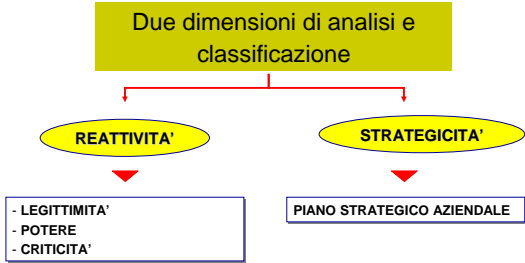 Due dimensioni di analisi e
classificazione
REATTIVITA’
STRATEGICITA’
- LEGITTIMITA’
- POTERE
- CRITICITA’
PIANO STRATEGICO AZIENDALE